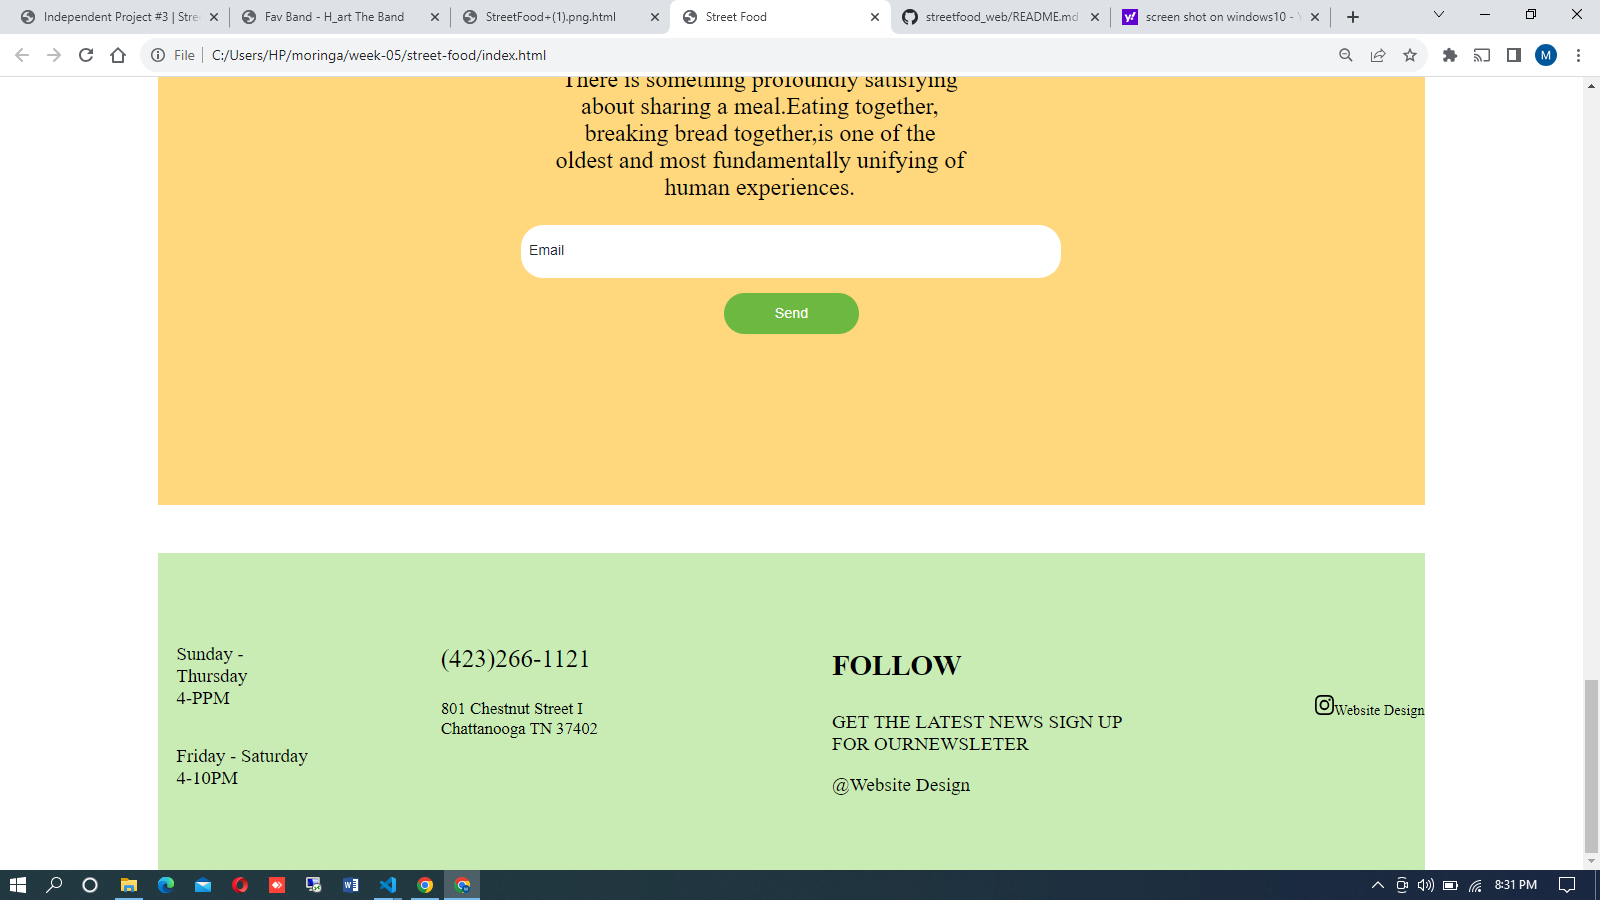 Independent Project #3 | Stre
Fav Band - H_art The Band
StreetFood+(1).png.html
Street Food
streetfood_web/README.md
screen shot on windows10 - Y
File
C:/Users/HP/moringa/week-05/street-food/index.html
M
There is something profoundly satisfying
about sharing a meal.Eating together,
breaking bread together,is one of the
oldest and most fundamentally unifying of
human experiences.
Email
Send
Sunday -
Thursday
4-PPM
Friday - Saturday
4-10PM
(423)266-1121
801 Chestnut Street I
Chattanooga TN 37402
FOLLOW
GET THE LATEST NEWS SIGN UP
FOR OURNEWSLETER
@Website Design
Website Design
8:31 PM